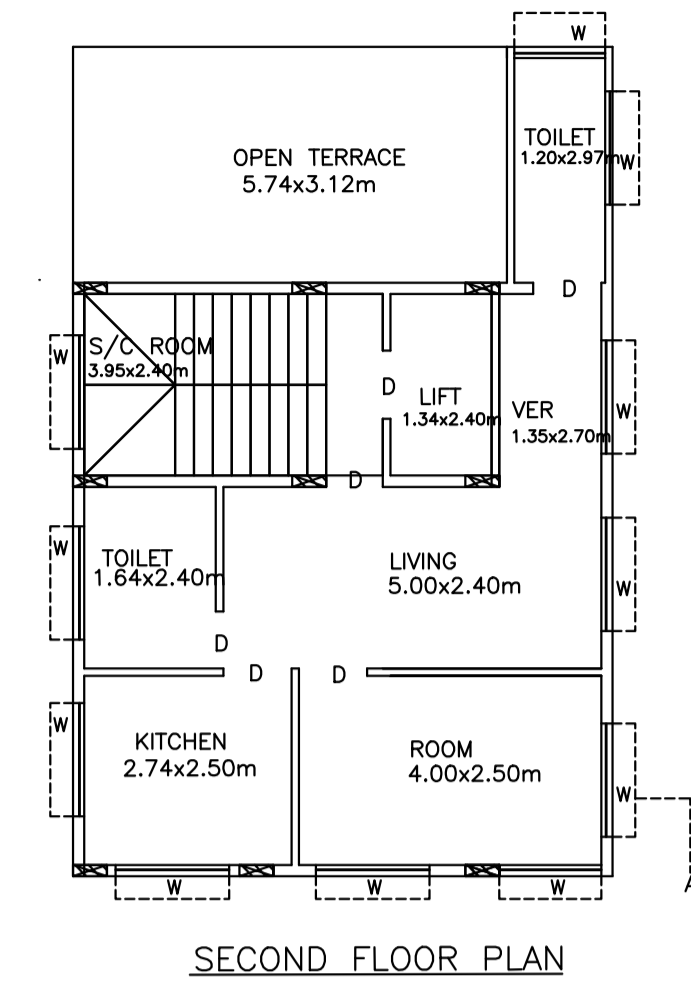 W
TOILET
1.20x2.97m
W
OPEN TERRACE
5.74x3.12m
D
W
S/C ROOM
3.95x2.40m
D
LIFT
1.34x2.40m
VER
1.35x2.70m
W
D
W
TOILET
1.64x2.40m
LIVING
5.00x2.40m
W
D
D
D
W
KITCHEN
2.74x2.50m
ROOM
4.00x2.50m
W
A
W
W
W
SECOND FLOOR PLAN